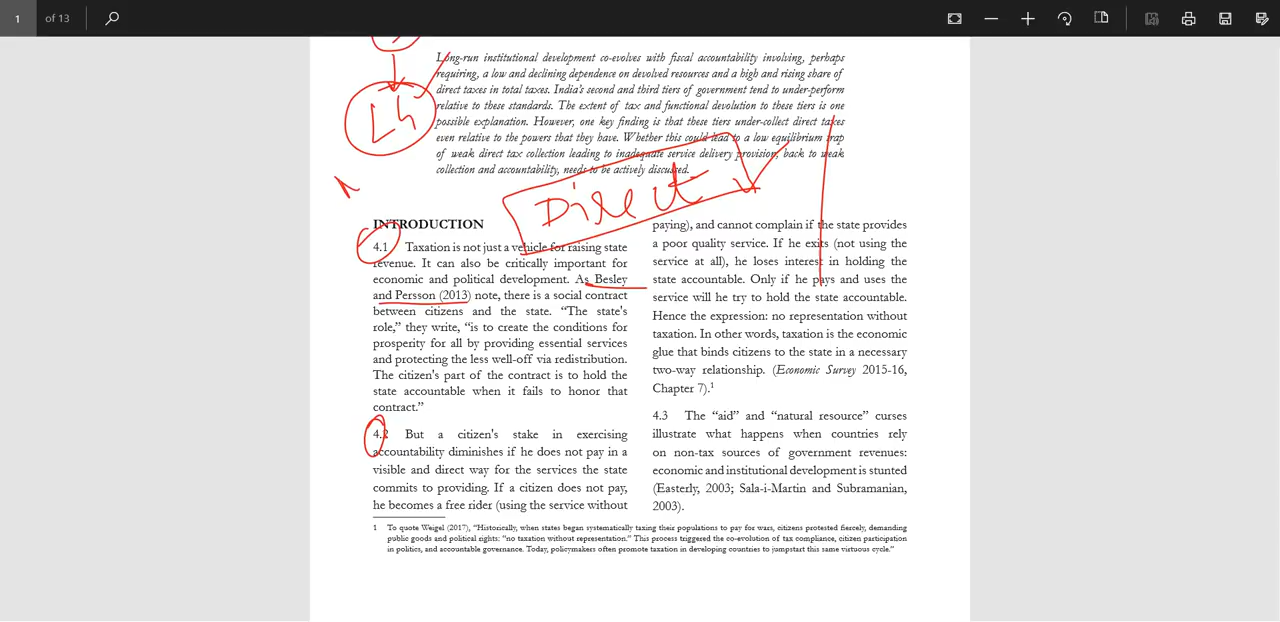 1 of 13
Long-run institutional development co-evolves with fiscal accountability involving, perhaps
requiring, a low and declining dependence on devolved resources and a high and rising share of
direct taxes in total taxes. India's second and third tiers of government tend to under-perform
relative to these standards. The extent of tax and functional devolution to these tiers is one
possible explanation. However, one key finding is that these tiers under-collect direct taxes
even relative to the powers that they have. Whether this could lead to a low equilibrium trap
of weak direct tax collection leading to inadequate service delivery provision, back to weak
collection and accountability, needs to be actively discussed.
Direct
INTRODUCTION
4.1 Taxation is not just a vehicle for raising state
revenue. It can also be critically important for
economic and political development. As Besley
and Persson (2013) note, there is a social contract
between citizens and the state. “The state's
role,” they write, “is to create the conditions for
prosperity for all by providing essential services
and protecting the less well-off via redistribution.
The citizen's part of the contract is to hold the
state accountable when it fails to honor that
contract.”
4.2 But a citizen's stake in exercising
accountability diminishes if he does not pay in a
visible and direct way for the services the state
commits to providing. If a citizen does not pay,
he becomes a free rider (using the service without
paying), and cannot complain if the state provides
a poor quality service. If he exits (not using the
service at all), he loses interest in holding the
state accountable. Only if he pays and uses the
service will he try to hold the state accountable.
Hence the expression: no representation without
taxation. In other words, taxation is the economic
glue that binds citizens to the state in a necessary
two-way relationship. (Economic Survey 2015-16,
Chapter 7).1
4.3 The “aid” and “natural resource” curses
illustrate what happens when countries rely
on non-tax sources of government revenues:
economic and institutional development is stunted
(Easterly, 2003; Sala-i-Martin and Subramanian,
2003).
1 To quote Weigel (2017), “Historically, when states began systematically taxing their populations to pay for wars, citizens protested fiercely, demanding
public goods and political rights: “no taxation without representation.” This process triggered the co-evolution of tax compliance, citizen participation
in politics, and accountable governance. Today, policymakers often promote taxation in developing countries to jumpstart this same virtuous cycle.”